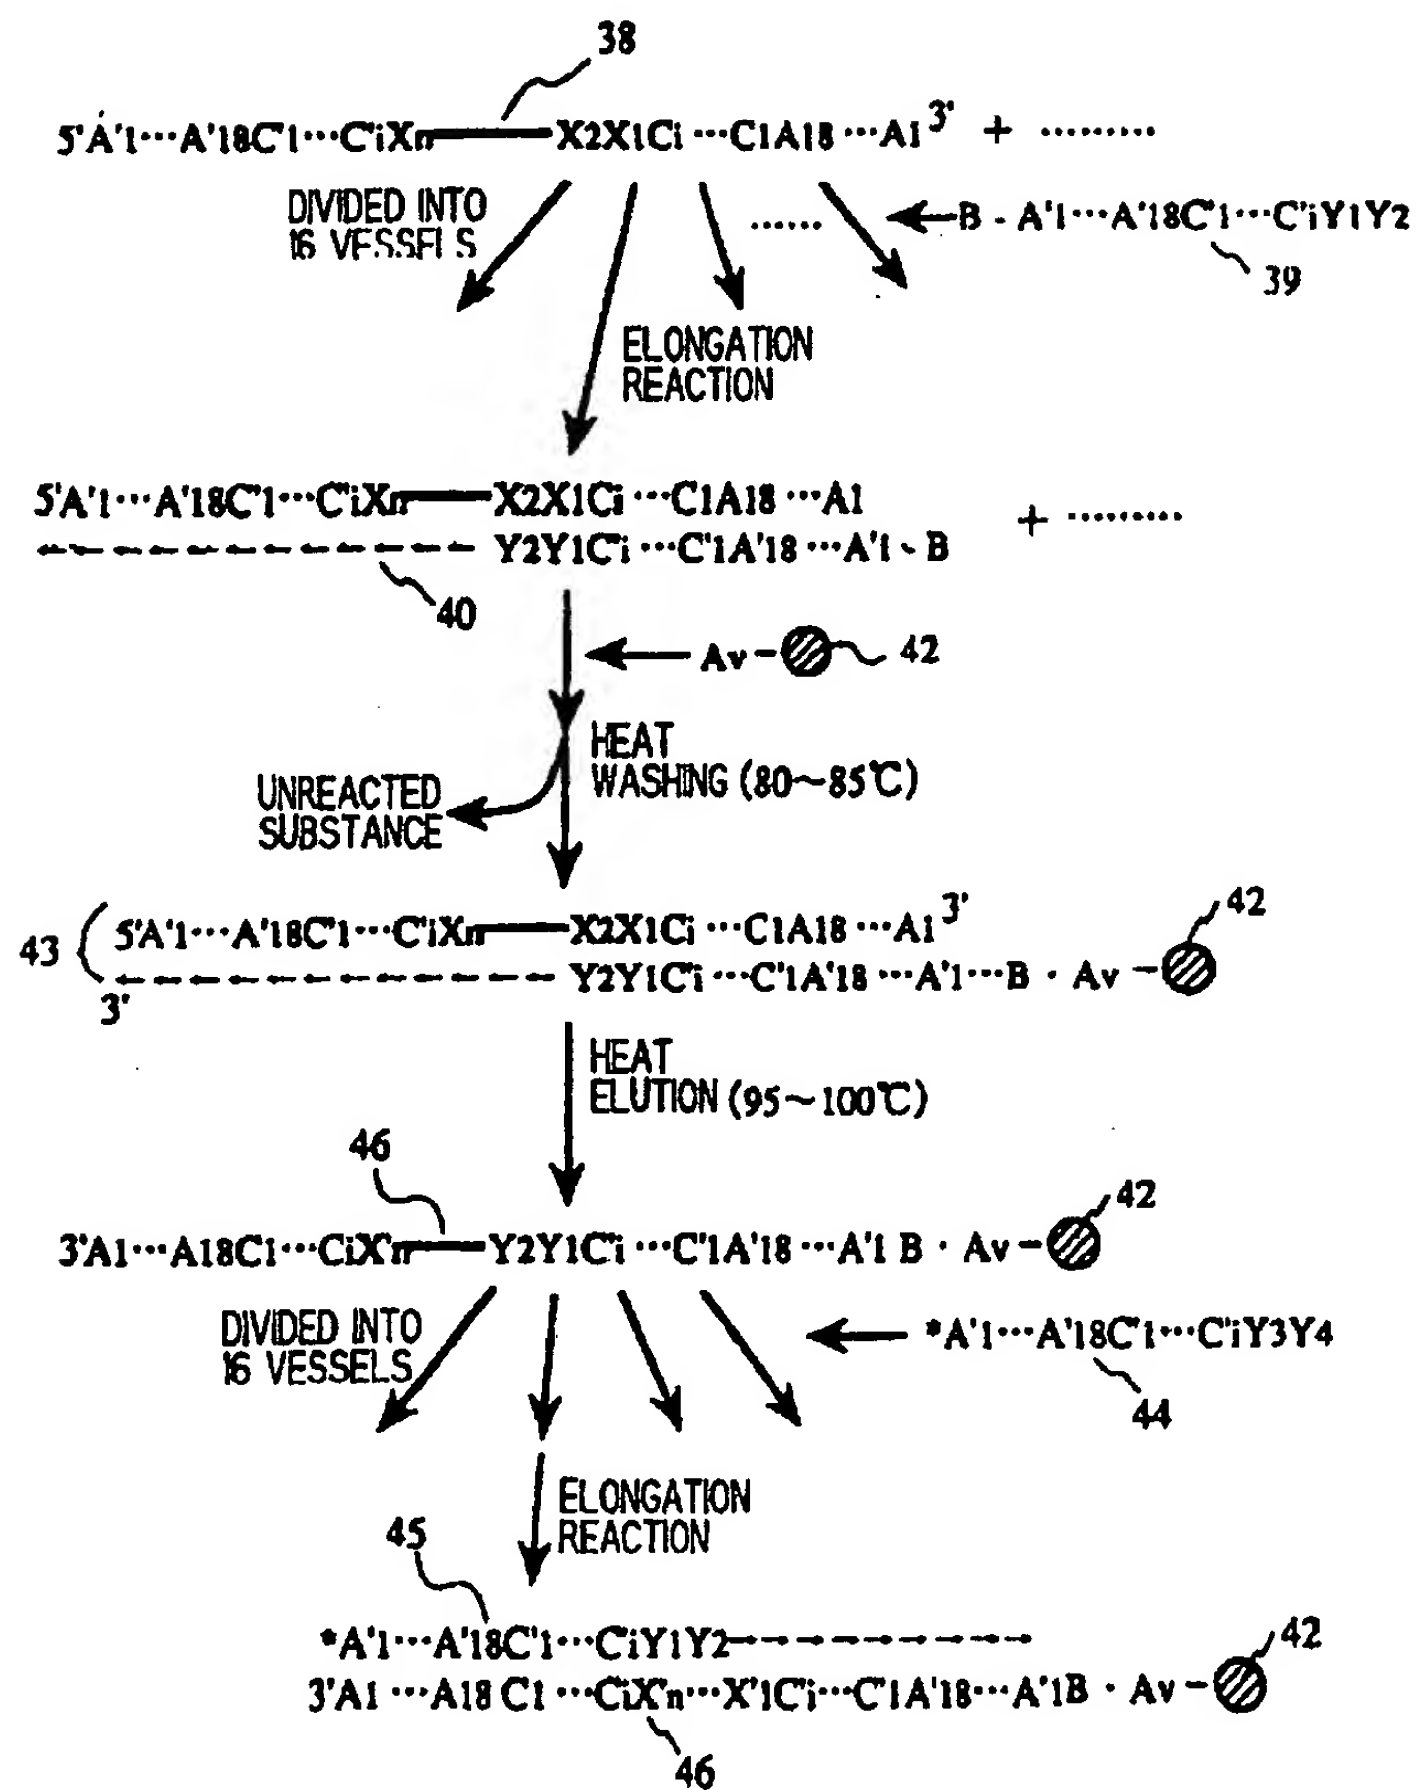 38
5'A'1···A'18C'1···C'iXn X2X1Ci···C1A18···A1 3' + ·········
DIVIDED INTO
16 VESSELS
······
B - A'1···A'18C'1···C'iY1Y2
39
ELONGATION
REACTION
5'A'1···A'18C'1···C'iXn X2X1Ci···C1A18···A1
+ ·········
Y2Y1C'i···C'1A'18···A'1 - B
40
Av - 42
HEAT
WASHING (80~85℃)
UNREACTED
SUBSTANCE
42
43
5'A'1···A'18C'1···C'iXn X2X1Ci···C1A18···A1 3'
Y2Y1C'i···C'1A'18···A'1···B · Av -
3'
HEAT
ELUTION (95~100℃)
46
42
3'A1···A18C1···CiX'n Y2Y1C'i···C'1A'18···A'1 B · Av -
DIVIDED INTO
16 VESSELS
*A'1···A'18C'1···C'iY3Y4
44
ELONGATION
REACTION
45
*A'1···A'18C'1···C'iY1Y2
42
3'A1···A18 C1···CiX'n···X'1C'i···C'1A'18···A'1B · Av -
46